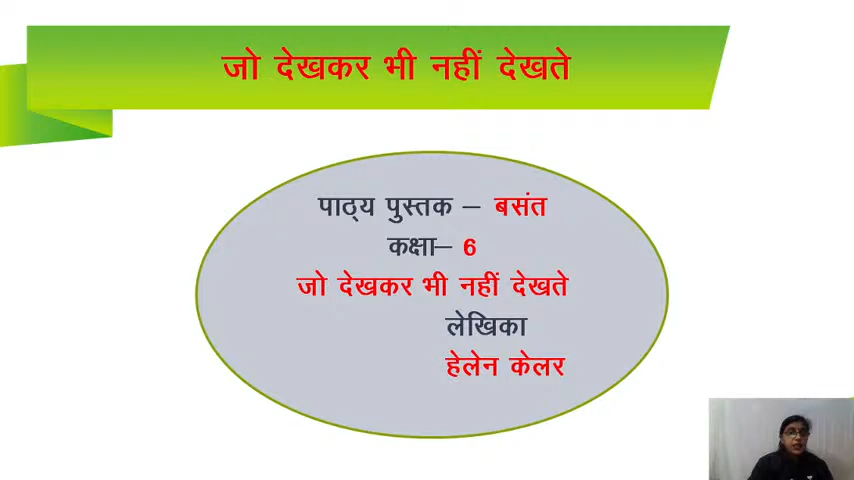 जो देखकर भी नहीं देखते
पाठ्य पुस्तक – बसंत
कक्षा– 6
जो देखकर भी नहीं देखते
लेखिका
हेलेन केलर